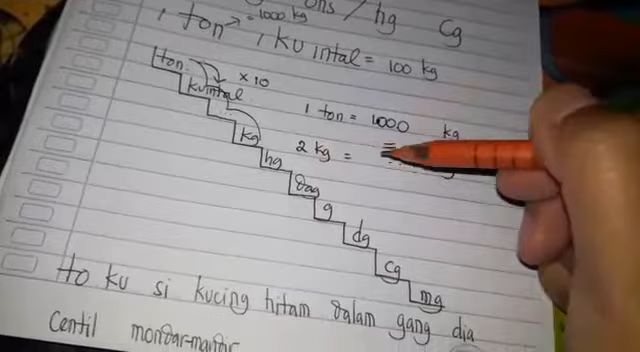 ons / hg cg
1 ton = 1000 kg
1 kuintal = 100 kg
ton
kuintal
x 10
kg
hg
dag
g
dg
cg
mg
1 ton = 1000 kg
2 kg =
to ku si kucing hitam dalam gang dia
centil mondar-mandir